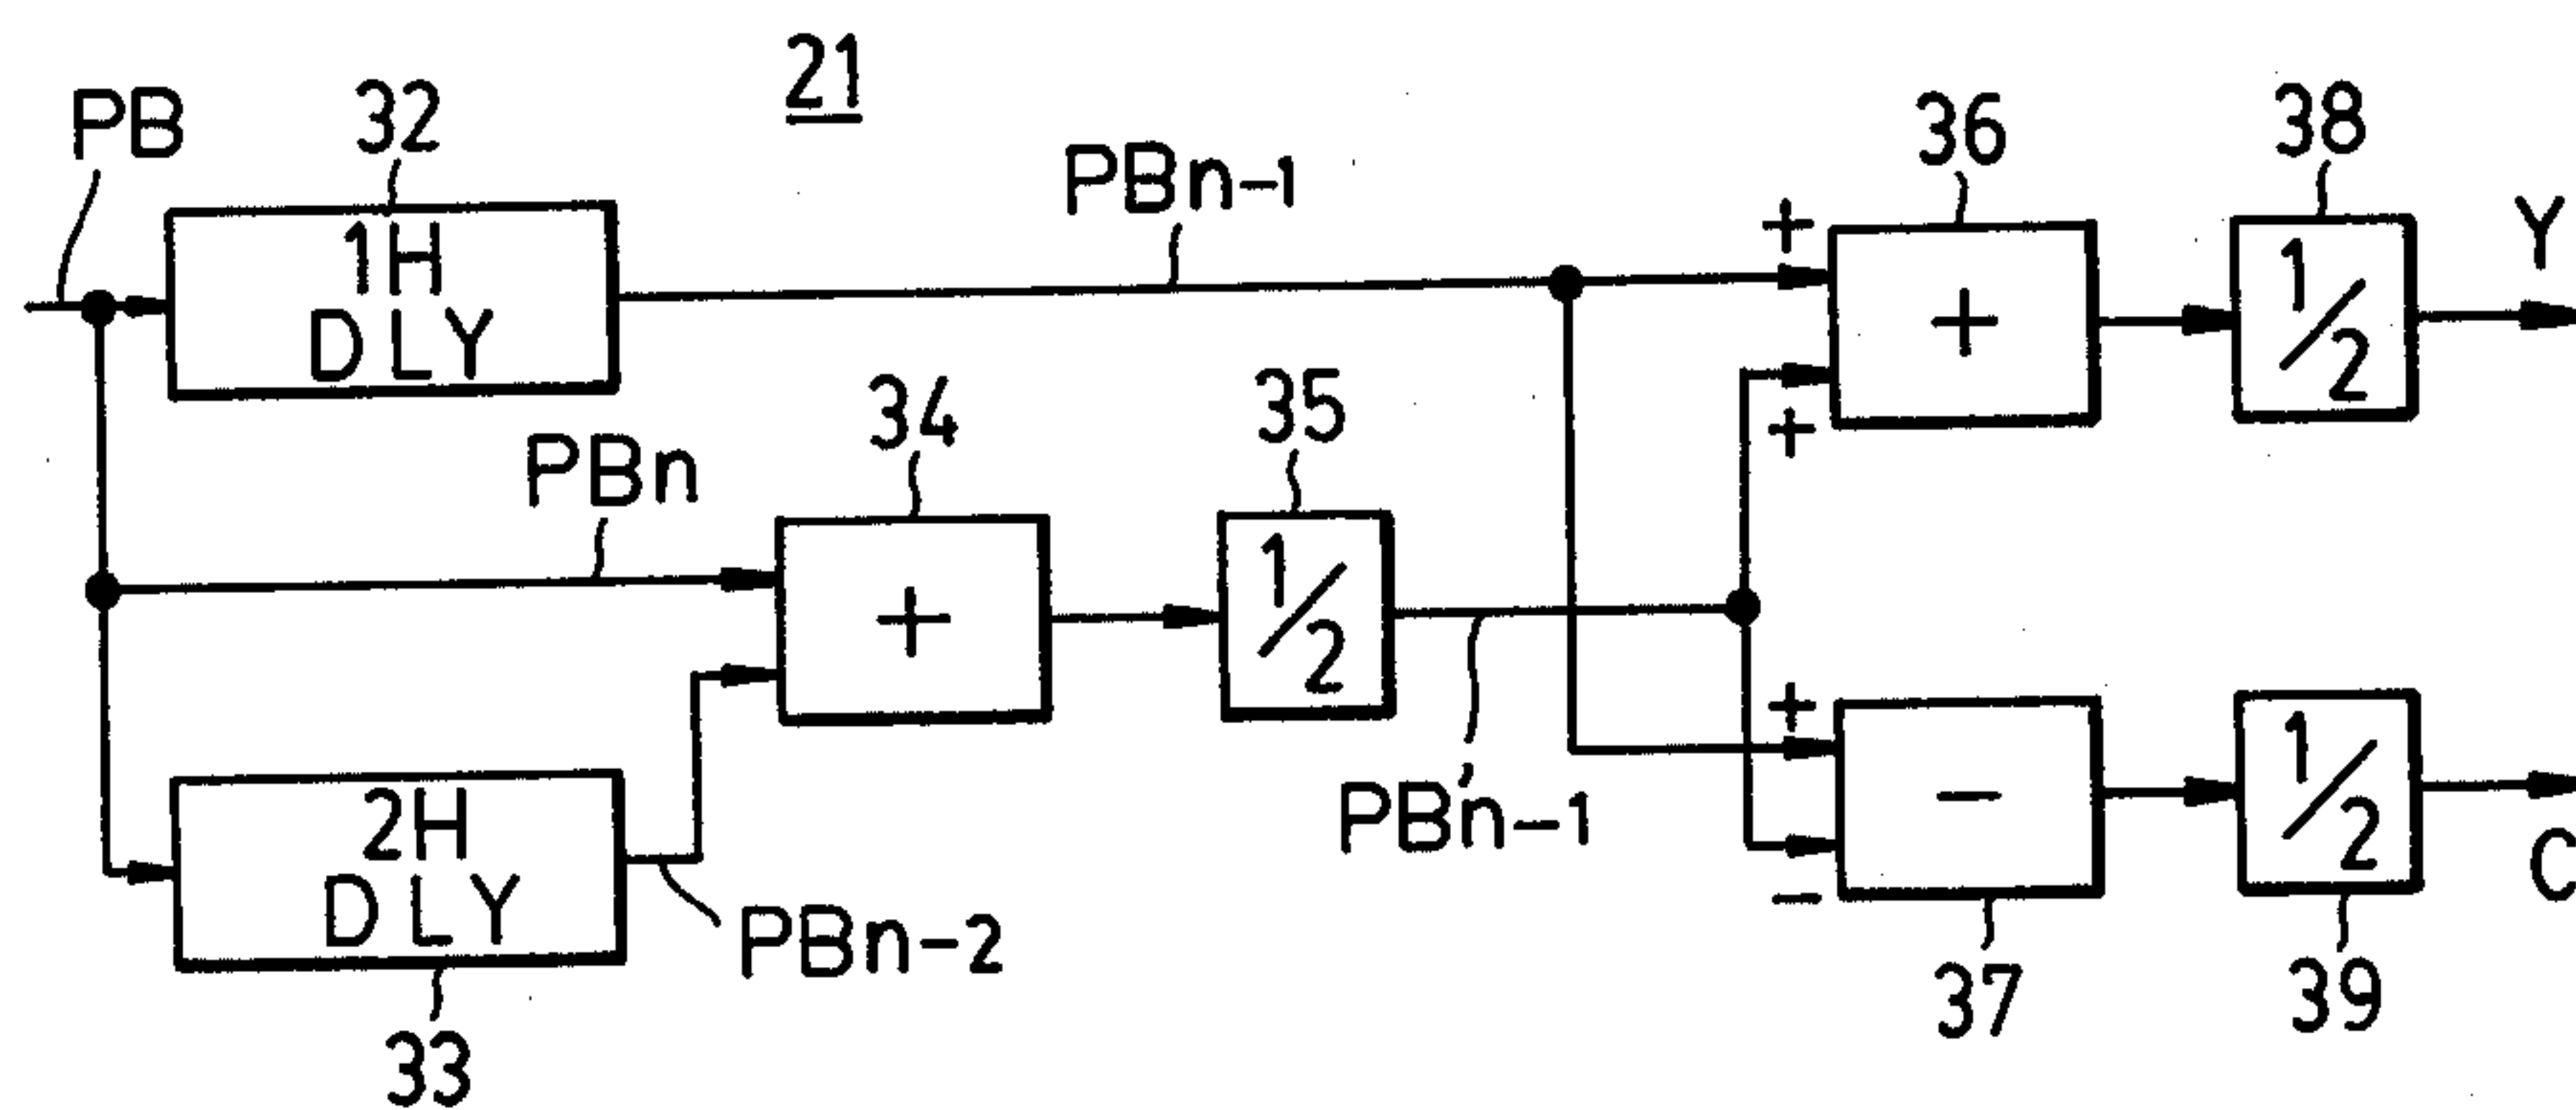 21
PB
32
1H
DLY
PBn-1
36
38
+
+
+
1/2
Y
PBn
34
35
+
1/2
2H
DLY
33
PBn-2
PB'n-1
+
-
-
37
1/2
39
C